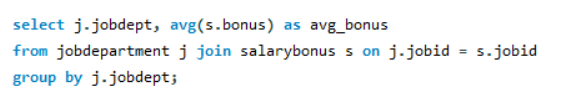 select j.jobdept, avg(s.bonus) as avg_bonus
from jobdepartment j join salarybonus s on j.jobid = s.jobid
group by j.jobdept;